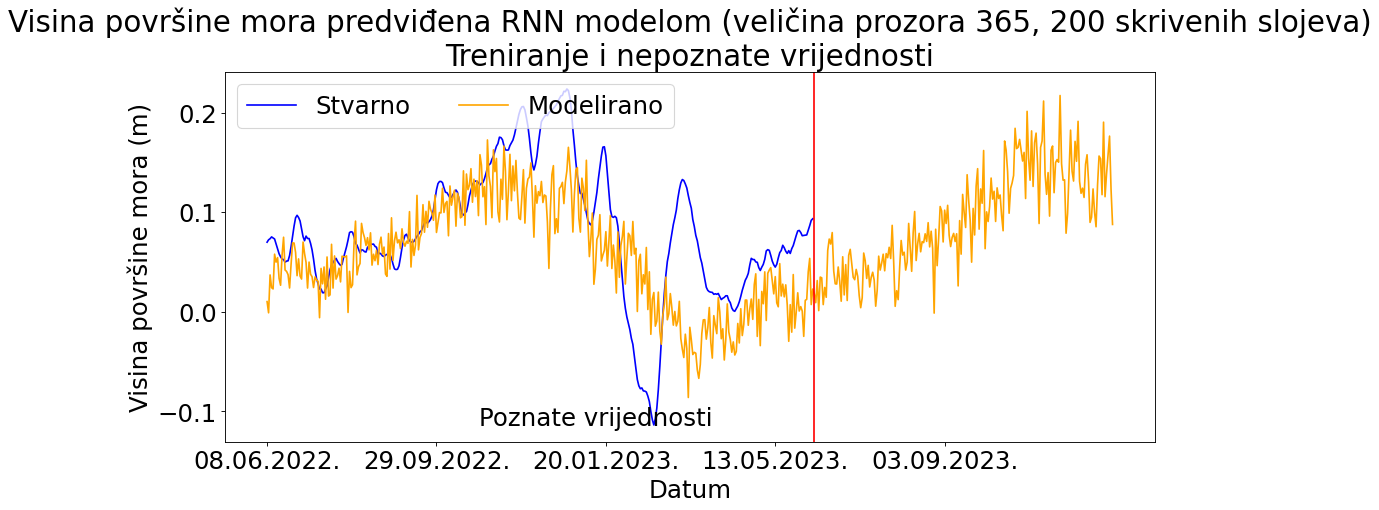 Visina površine mora predviđena RNN modelom (veličina prozora 365, 200 skrivenih slojeva)
Treniranje i nepoznate vrijednosti
Stvarno
Modelirano
Visina površine mora (m)
0.2
0.1
0.0
−0.1
Poznate vrijednosti
08.06.2022.
29.09.2022.
20.01.2023.
13.05.2023.
03.09.2023.
Datum